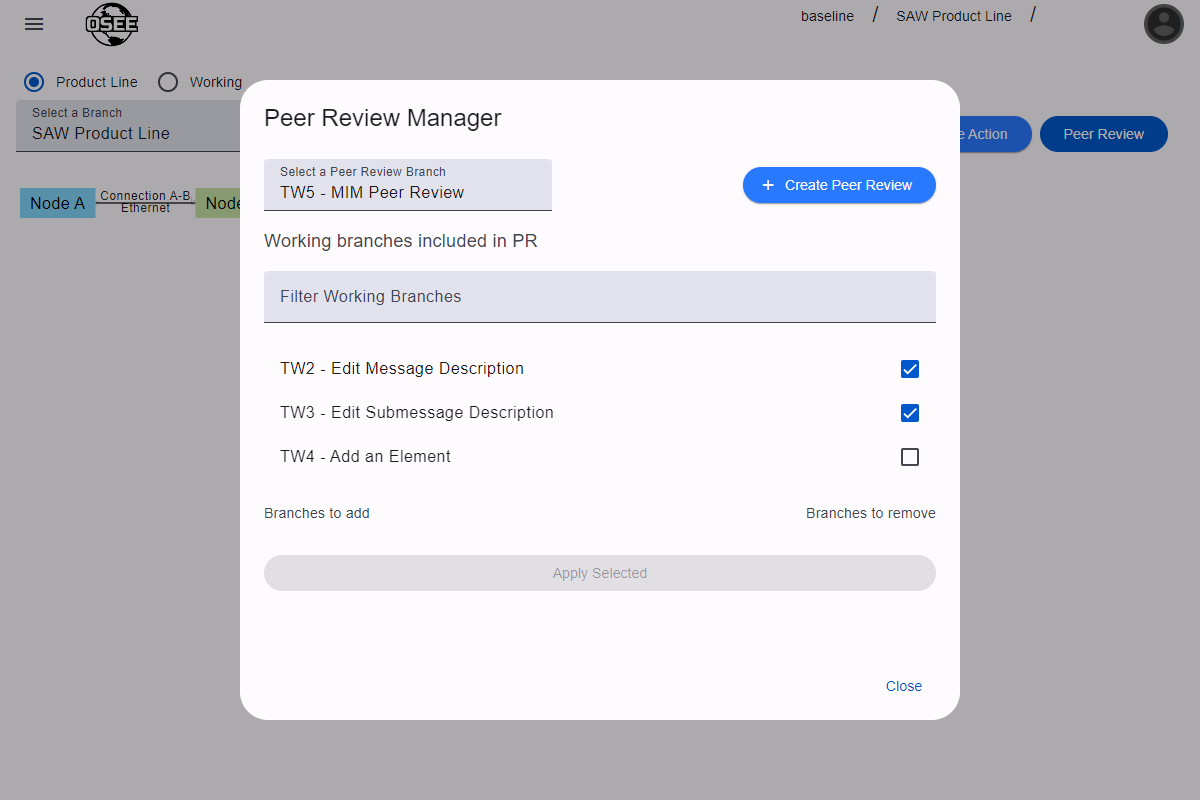 OSEE
baseline / SAW Product Line /
Product Line
Working
Select a Branch
SAW Product Line
Action
Peer Review
Node A
Connection A-B
Ethernet
Peer Review Manager
Select a Peer Review Branch
TW5 - MIM Peer Review
+ Create Peer Review
Working branches included in PR
Filter Working Branches
TW2 - Edit Message Description
TW3 - Edit Submessage Description
TW4 - Add an Element
Branches to add
Branches to remove
Apply Selected
Close